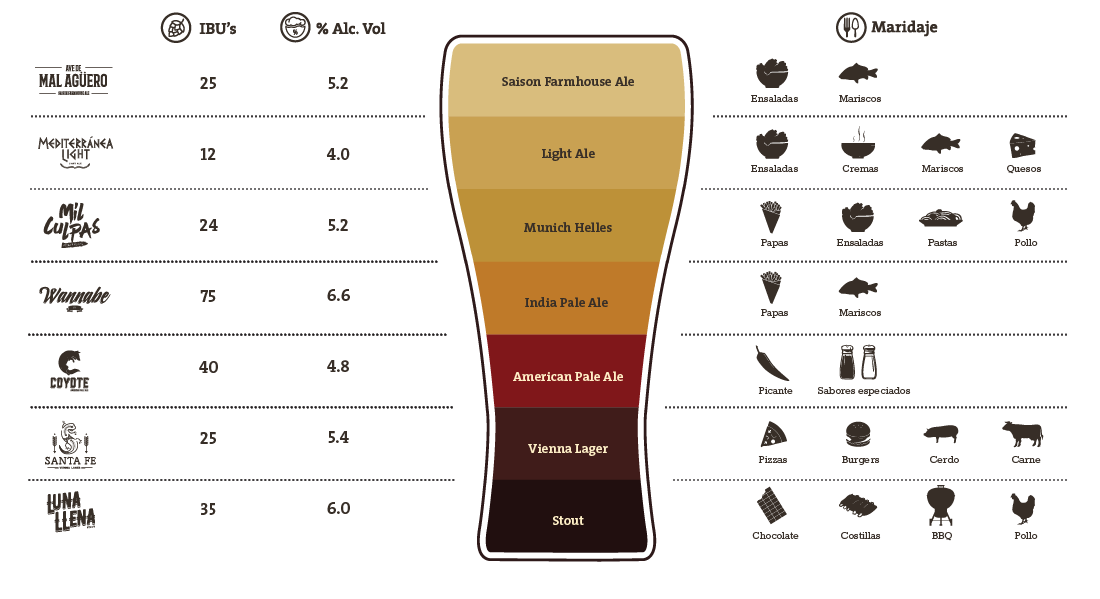 IBU's
% Alc. Vol
Maridaje
AVE DE
MAL AGÜERO
25
5.2
Saison Farmhouse Ale
Ensaladas
Mariscos
MEDITERRÁNEA
LIGHT
12
4.0
Light Ale
Ensaladas
Cremas
Mariscos
Quesos
Mil
Culpas
24
5.2
Munich Helles
Papas
Ensaladas
Pastas
Pollo
Wannabe
75
6.6
India Pale Ale
Papas
Mariscos
COYOTE
40
4.8
American Pale Ale
Picante
Sabores especiados
SANTA FE
VIENNA LAGER
25
5.4
Vienna Lager
Pizzas
Burgers
Cerdo
Carne
LUNA
LLENA
35
6.0
Stout
Chocolate
Costillas
BBQ
Pollo